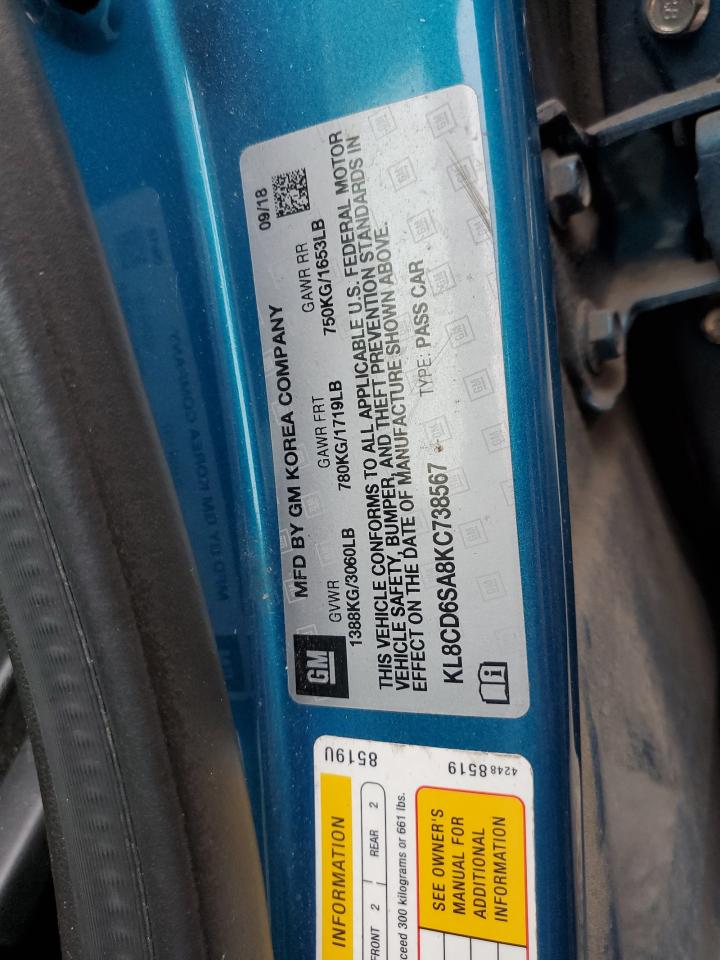 MFD BY GM KOREA COMPANY
09/18
GM
GVWR
GAWR FRT
GAWR RR
1388KG/3060LB
780KG/1719LB
750KG/1653LB
THIS VEHICLE CONFORMS TO ALL APPLICABLE U.S. FEDERAL MOTOR
VEHICLE SAFETY, BUMPER, AND THEFT PREVENTION STANDARDS IN
EFFECT ON THE DATE OF MANUFACTURE SHOWN ABOVE.
KL8CD6SA8KC738567
TYPE: PASS CAR
8519U
42488519
INFORMATION
FRONT 2
REAR 2
ceed 300 kilograms or 661 lbs.
SEE OWNER'S
MANUAL FOR
ADDITIONAL
INFORMATION